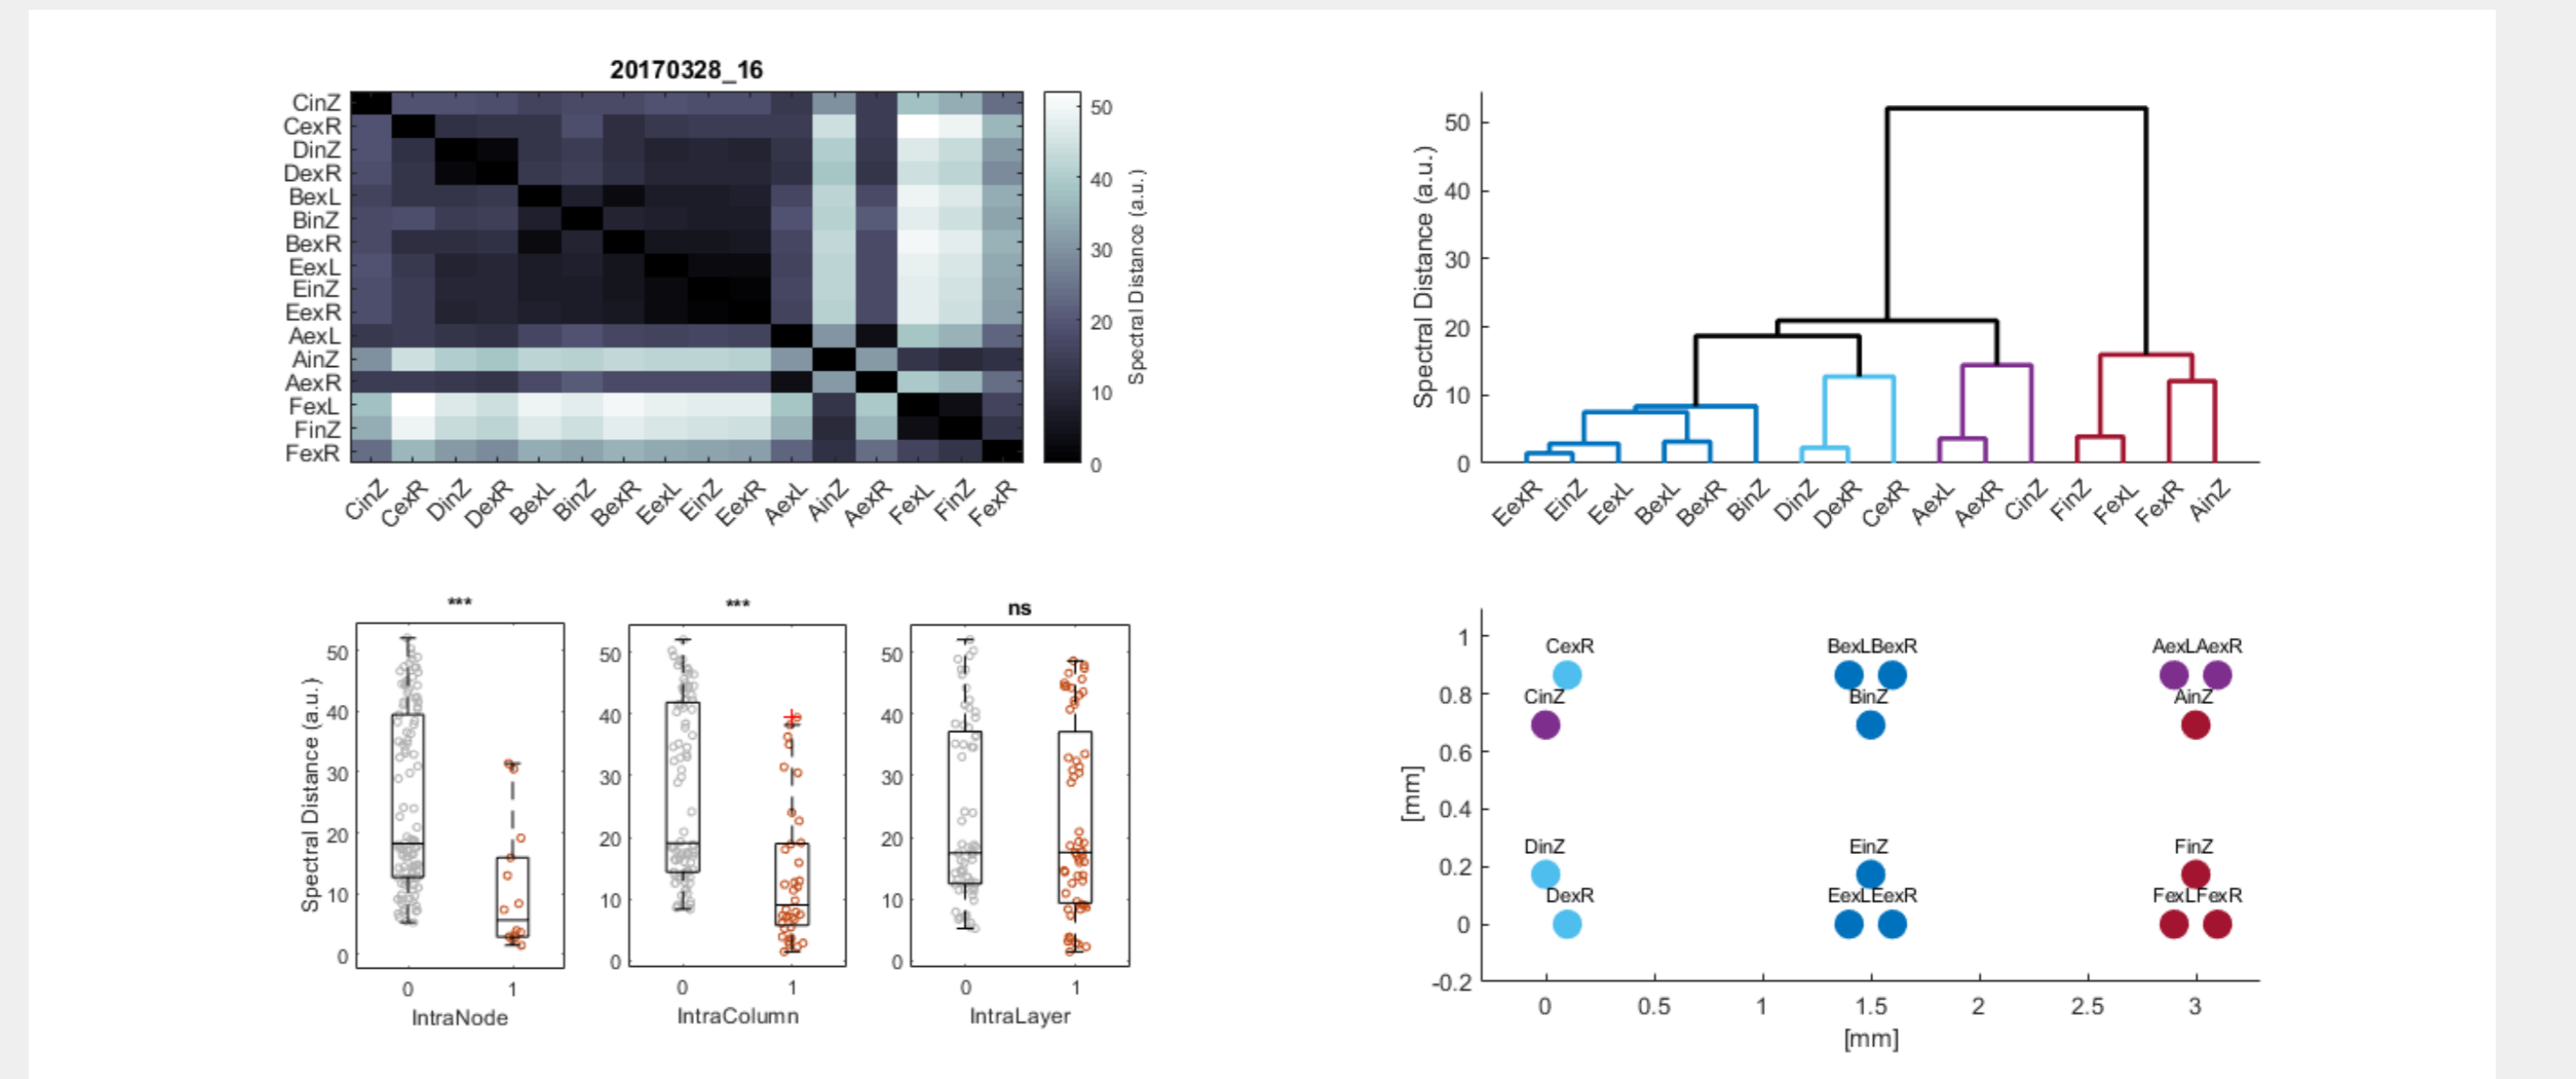 20170328_16
CinZ
CexR
DinZ
DexR
BexL
BinZ
BexR
EexL
EinZ
EexR
AexL
AinZ
AexR
FexL
FinZ
FexR
CinZ CexR DinZ DexR BexL BinZ BexR EexL EinZ EexR AexL AinZ AexR FexL FinZ FexR
50
40
30
20
10
0
Spectral Distance (a.u.)
Spectral Distance (a.u.)
50
40
30
20
10
0
EexR EinZ EexL BexL BexR BinZ DinZ DexR CexR AexL AexR CinZ FinZ FexL FexR AinZ
***
Spectral Distance (a.u.)
50
40
30
20
10
0
0 1
IntraNode
***
50
40
30
20
10
0
0 1
IntraColumn
ns
50
40
30
20
10
0
0 1
IntraLayer
[mm]
1
0.8
0.6
0.4
0.2
0
-0.2
CexR BexLBexR AexLAexR
CinZ BinZ AinZ
DinZ EinZ FinZ
DexR EexLEexR FexLFexR
0 0.5 1 1.5 2 2.5 3
[mm]